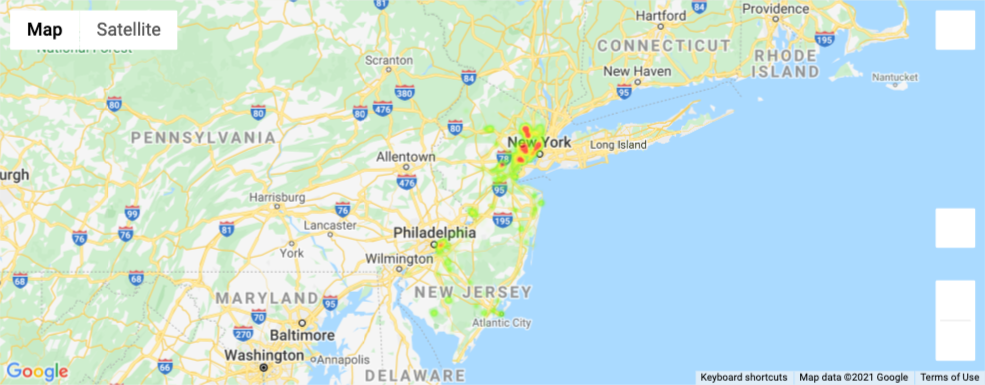 Map
Satellite
National Forest
81
Hartford
84
Providence
CONNECTICUT
195
RHODE
ISLAND
Scranton
84
New Haven
Nantucket
380
95
80
80
80
476
80
PENNSYLVANIA
New York
Long Island
78
Allentown
urgh
476
95
Harrisburg
99
76
195
76
76
81
Lancaster
Philadelphia
York
Wilmington
68
68
NEW JERSEY
MARYLAND
95
70
Atlantic City
270
Baltimore
Washington
Annapolis
66
DELAWARE
Google
Keyboard shortcuts
Map data ©2021 Google
Terms of Use